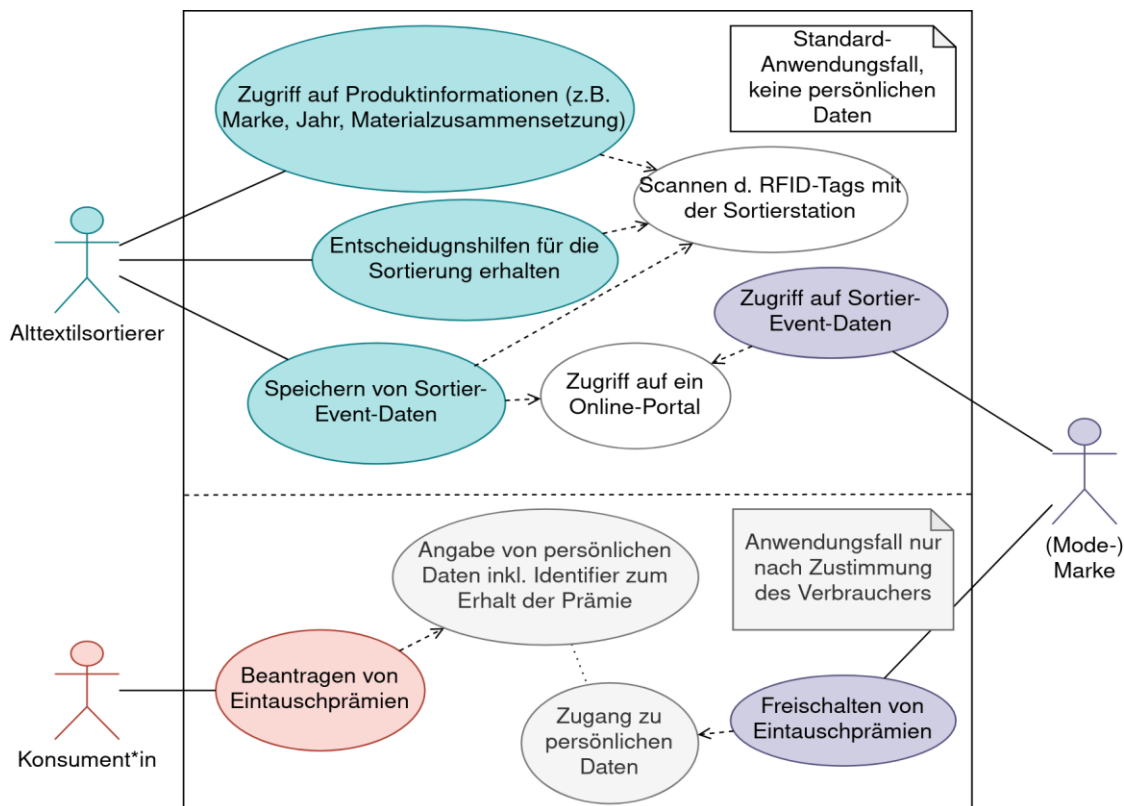 Standard-
Anwendungsfall,
keine persönlichen
Daten
Zugriff auf Produktinformationen (z.B.
Marke, Jahr, Materialzusammensetzung)
Scannen d. RFID-Tags mit
der Sortierstation
Entscheidugnshilfen für die
Sortierung erhalten
Alttextilsortierer
Zugriff auf Sortier-
Event-Daten
Speichern von Sortier-
Event-Daten
Zugriff auf ein
Online-Portal
(Mode-)
Marke
Angabe von persönlichen
Daten inkl. Identifier zum
Erhalt der Prämie
Anwendungsfall nur
nach Zustimmung
des Verbrauchers
Beantragen von
Eintauschprämien
Konsument*in
Zugang zu
persönlichen
Daten
Freischalten von
Eintauschprämien